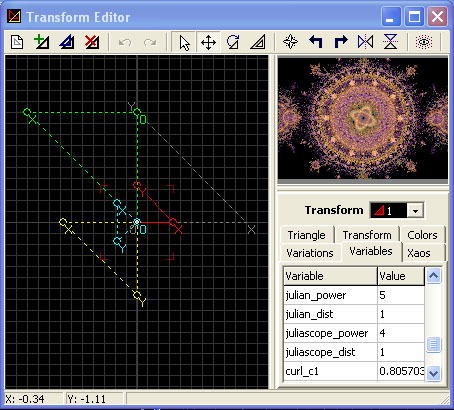 Transform Editor
Y
O
X
Y
X
X
O
Y
X
X
Y
Y
Transform 1
Triangle Transform Colors
Variations Variables Xaos
Variable Value
julian_power 5
julian_dist 1
juliascope_power 4
juliascope_dist 1
curl_c1 0.805703
X: -0.34 Y: -1.11